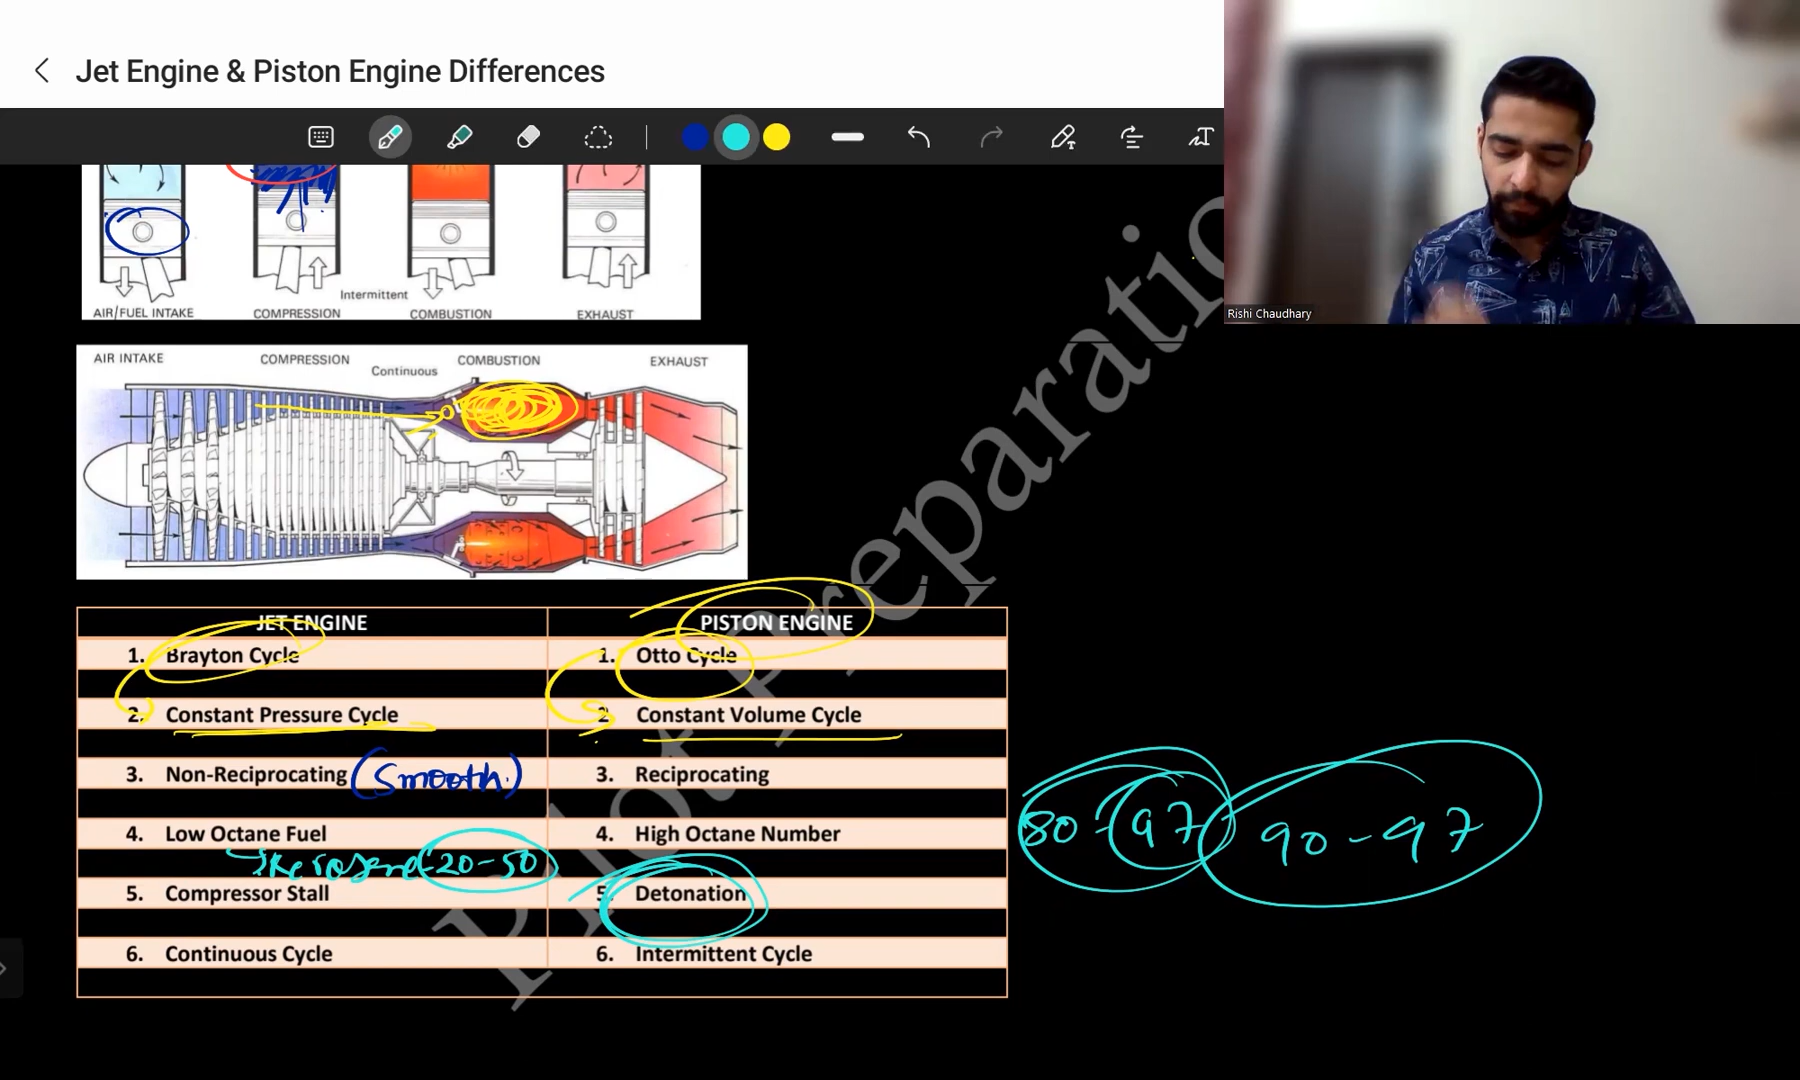 Jet Engine & Piston Engine Differences
Rishi Chaudhary
Intermittent
AIR/FUEL INTAKE COMPRESSION COMBUSTION EXHAUST
AIR INTAKE COMPRESSION COMBUSTION EXHAUST
Continuous
JET ENGINE PISTON ENGINE
1. Brayton Cycle 1. Otto Cycle
2. Constant Pressure Cycle 2 Constant Volume Cycle
3. Non-Reciprocating (Smooth.) 3. Reciprocating
4. Low Octane Fuel 4. High Octane Number
80-97 90-97
Kerosene 20-50
5. Compressor Stall 5. Detonation
6. Continuous Cycle 6. Intermittent Cycle
Pilot Preparatio